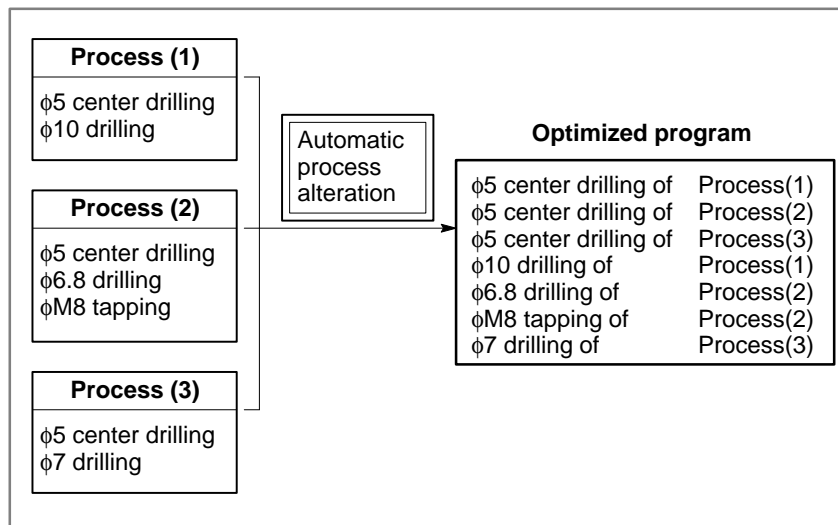 Process (1)
ϕ5 center drilling
ϕ10 drilling
Process (2)
ϕ5 center drilling
ϕ6.8 drilling
ϕM8 tapping
Process (3)
ϕ5 center drilling
ϕ7 drilling
Automatic
process
alteration
Optimized program
ϕ5 center drilling of Process(1)
ϕ5 center drilling of Process(2)
ϕ5 center drilling of Process(3)
ϕ10 drilling of Process(1)
ϕ6.8 drilling of Process(2)
ϕM8 tapping of Process(2)
ϕ7 drilling of Process(3)